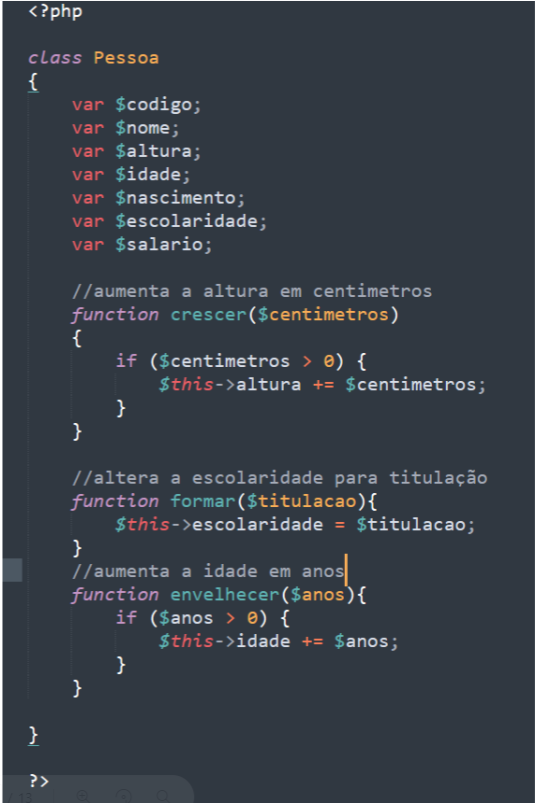 <?php
class Pessoa
{
    var $codigo;
    var $nome;
    var $altura;
    var $idade;
    var $nascimento;
    var $escolaridade;
    var $salario;
    //aumenta a altura em centimetros
    function crescer($centimetros)
    {
        if ($centimetros > 0) {
            $this->altura += $centimetros;
        }
    }
    //altera a escolaridade para titulação
    function formar($titulacao){
        $this->escolaridade = $titulacao;
    }
    //aumenta a idade em anos
    function envelhecer($anos){
        if ($anos > 0) {
            $this->idade += $anos;
        }
    }
}
?>